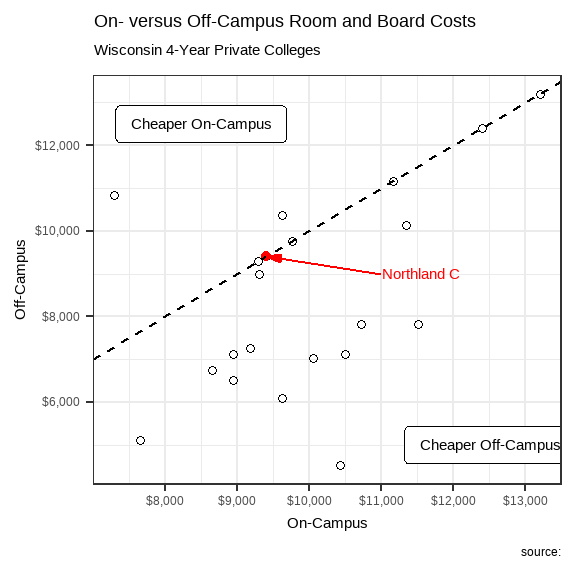 On- versus Off-Campus Room and Board Costs
Wisconsin 4-Year Private Colleges
Cheaper On-Campus
$12,000
$10,000
$8,000
$6,000
Off-Campus
Northland C
Cheaper Off-Campus
$8,000 $9,000 $10,000 $11,000 $12,000 $13,000
On-Campus
source: